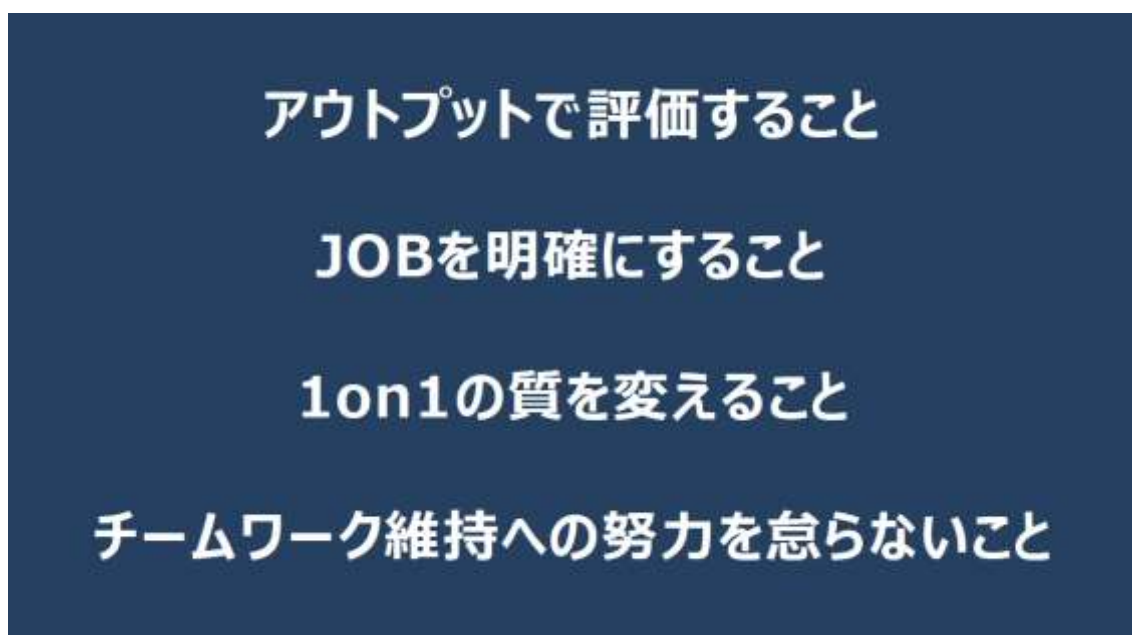 アウトプットで評価すること
JOBを明確にすること
1on1の質を変えること
チームワーク維持への努力を怠らないこと